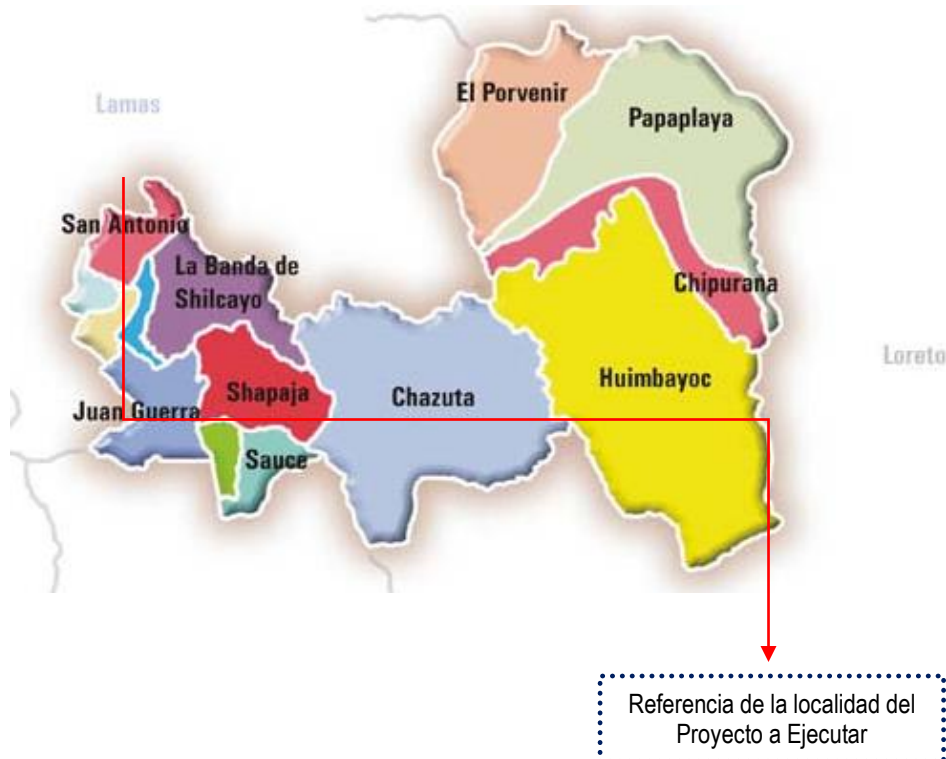 El Porvenir
Lamas
Papaplaya
San Antonio
La Banda de
Shilcayo
Chipurana
Loreto
Huimbayoc
Shapaja
Chazuta
Juan Guerra
Sauce
Referencia de la localidad del
Proyecto a Ejecutar